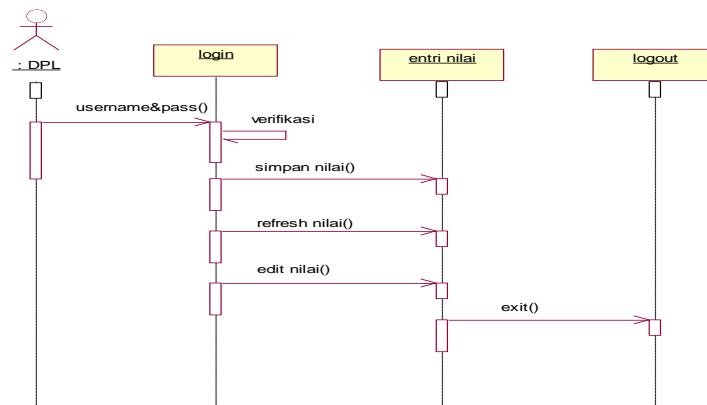 : DPL
login
entri nilai
logout
username&pass()
verifikasi
simpan nilai()
refresh nilai()
edit nilai()
exit()